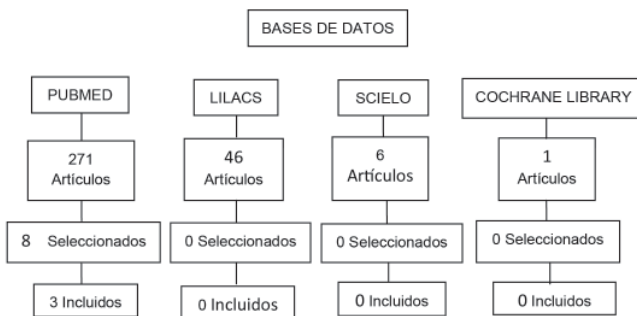 BASES DE DATOS
PUBMED
LILACS
SCIELO
COCHRANE LIBRARY
271
Artículos
46
Artículos
6
Artículos
1
Artículos
8 Seleccionados
0 Seleccionados
0 Seleccionados
0 Seleccionados
3 Incluidos
0 Incluidos
0 Incluidos
0 Incluidos